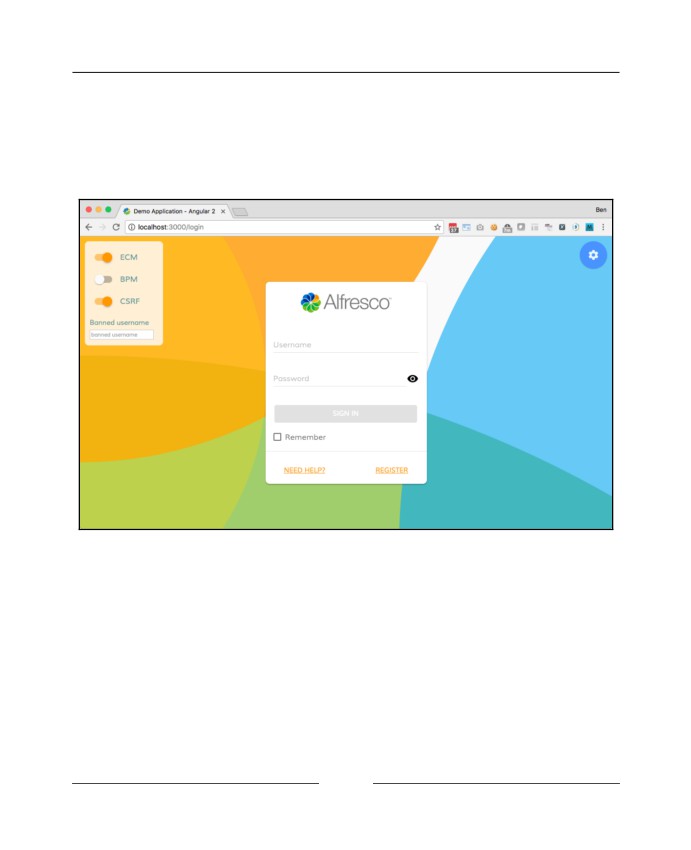 Demo Application - Angular 2
Ben
localhost:3000/login
ECM
BPM
CSRF
Banned username
banned username
Alfresco
Username
Password
SIGN IN
Remember
NEED HELP?
REGISTER